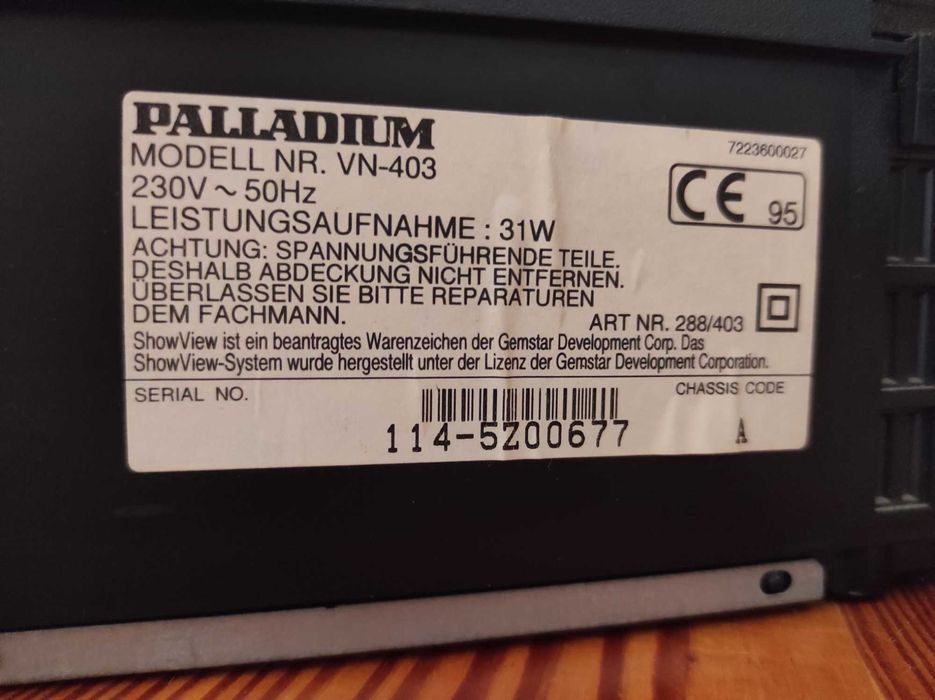 PALLADIUM
7223600027
MODELL NR. VN-403
230V ~ 50Hz
CE 95
LEISTUNGSAUFNAHME : 31W
ACHTUNG: SPANNUNGSFÜHRENDE TEILE.
DESHALB ABDECKUNG NICHT ENTFERNEN.
ÜBERLASSEN SIE BITTE REPARATUREN
DEM FACHMANN.
ART NR. 288/403
ShowView ist ein beantragtes Warenzeichen der Gemstar Development Corp. Das
ShowView-System wurde hergestellt unter der Lizenz der Gemstar Development Corporation.
SERIAL NO.
CHASSIS CODE
114-5Z00677
A